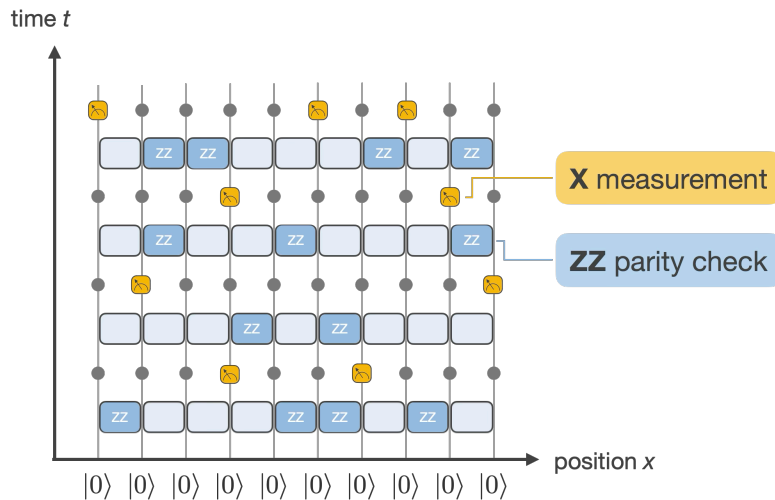 time t
ZZ ZZ ZZ ZZ
X measurement
ZZ ZZ ZZ
ZZ parity check
ZZ ZZ
ZZ ZZ ZZ ZZ
position x
|0⟩ |0⟩ |0⟩ |0⟩ |0⟩ |0⟩ |0⟩ |0⟩ |0⟩ |0⟩